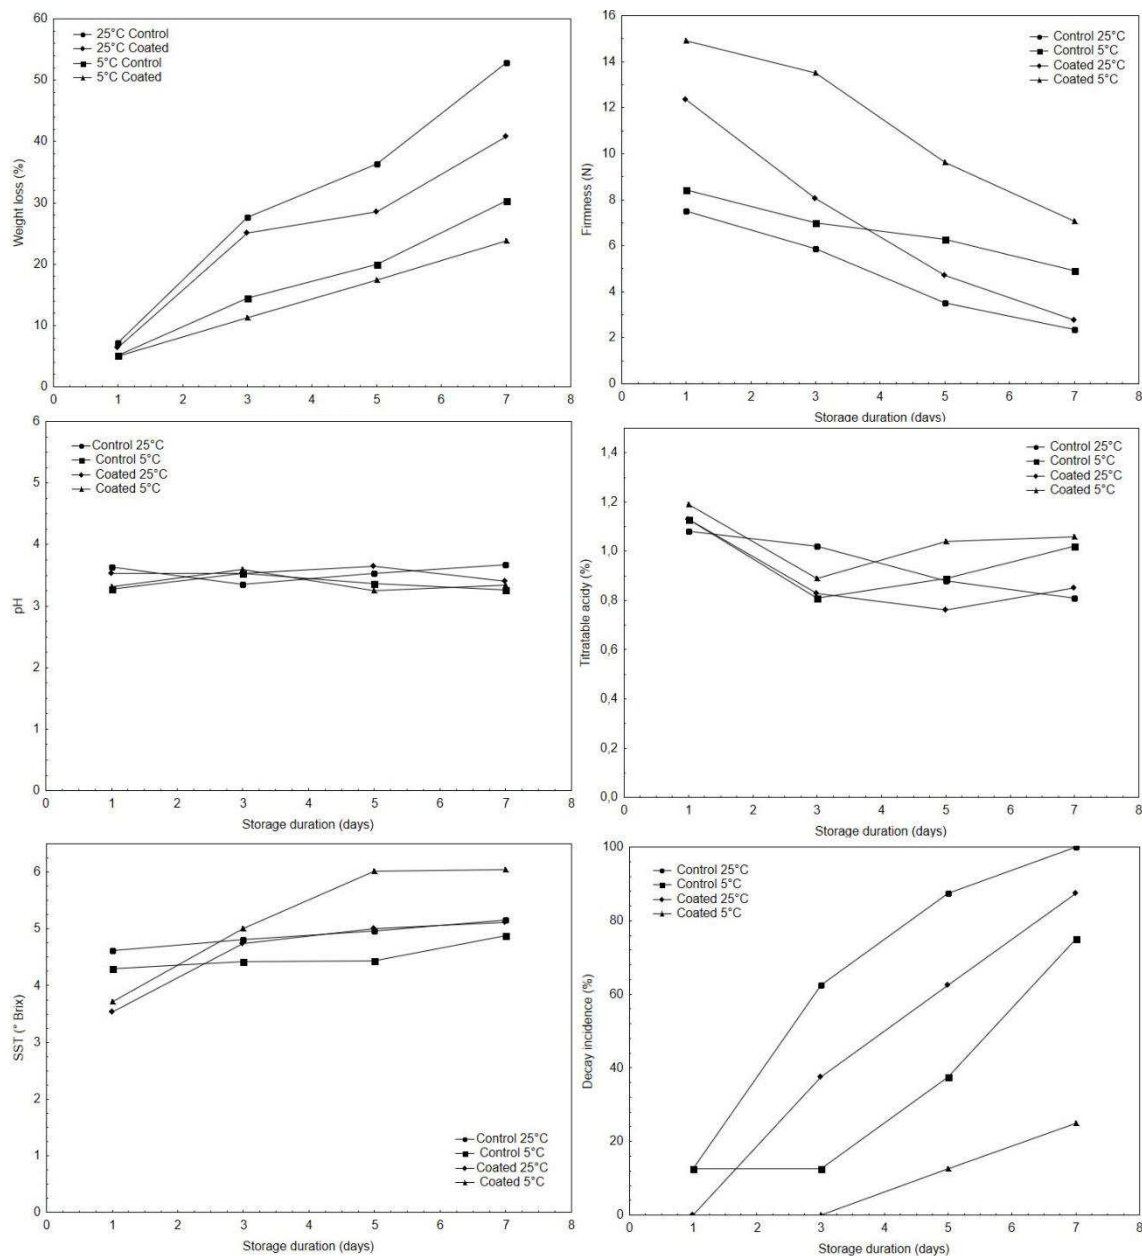 60
50
40
30
20
10
0
Weight loss (%)
25°C Control
25°C Coated
5°C Control
5°C Coated
0 1 2 3 4 5 6 7 8
16
14
12
10
8
6
4
2
0
Firmness (N)
Control 25°C
Control 5°C
Coated 25°C
Coated 5°C
0 1 2 3 4 5 6 7 8
Storage duration (days)
6
5
4
3
2
1
0
pH
Control 25°C
Control 5°C
Coated 25°C
Coated 5°C
0 1 2 3 4 5 6 7 8
Storage duration (days)
1,4
1,2
1,0
0,8
0,6
0,4
0,2
0,0
Titratable acidy (%)
Control 25°C
Control 5°C
Coated 25°C
Coated 5°C
0 1 2 3 4 5 6 7 8
Storage duration (days)
6
5
4
3
2
1
0
SST (° Brix)
Control 25°C
Control 5°C
Coated 25°C
Coated 5°C
0 1 2 3 4 5 6 7 8
Storage duration (days)
100
80
60
40
20
0
Decay incidence (%)
Control 25°C
Control 5°C
Coated 25°C
Coated 5°C
0 1 2 3 4 5 6 7 8
Storage duration (days)